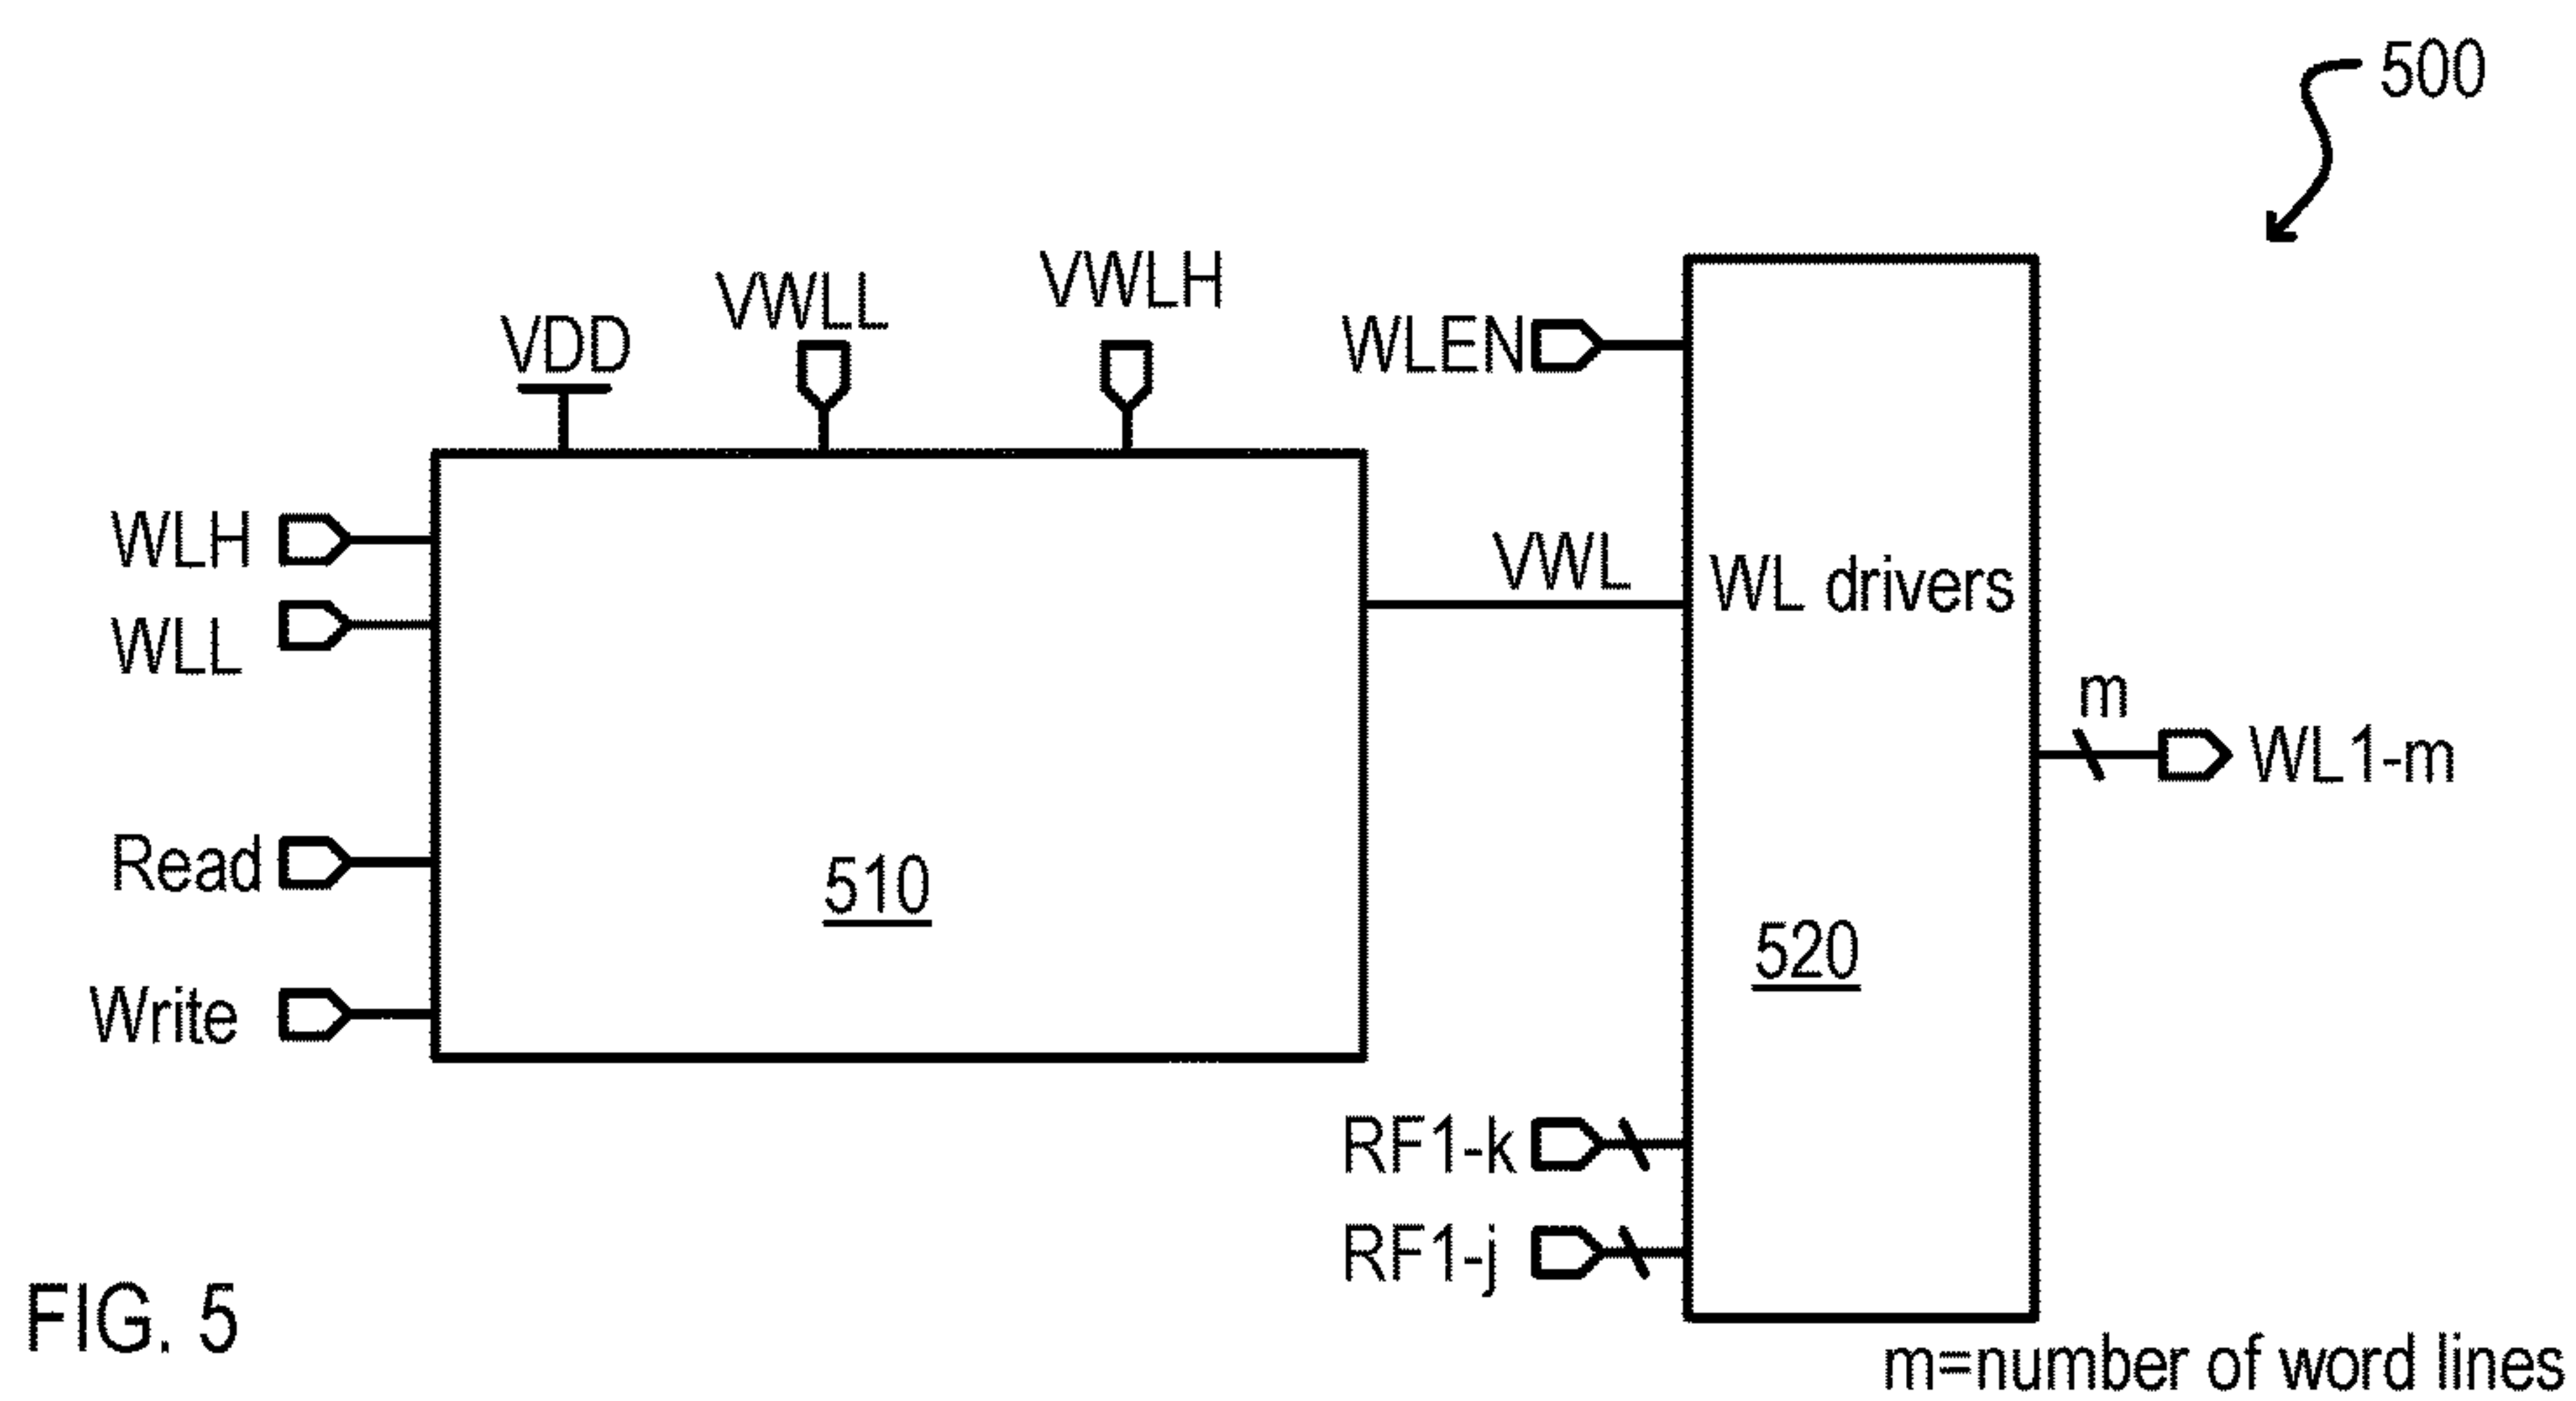 500
VWLH
VWLL
VDD
WLEN
WLH
VWL
WL drivers
WLL
m
WL1-m
Read
510
520
Write
RF1-k
RF1-j
FIG. 5
m=number of word lines